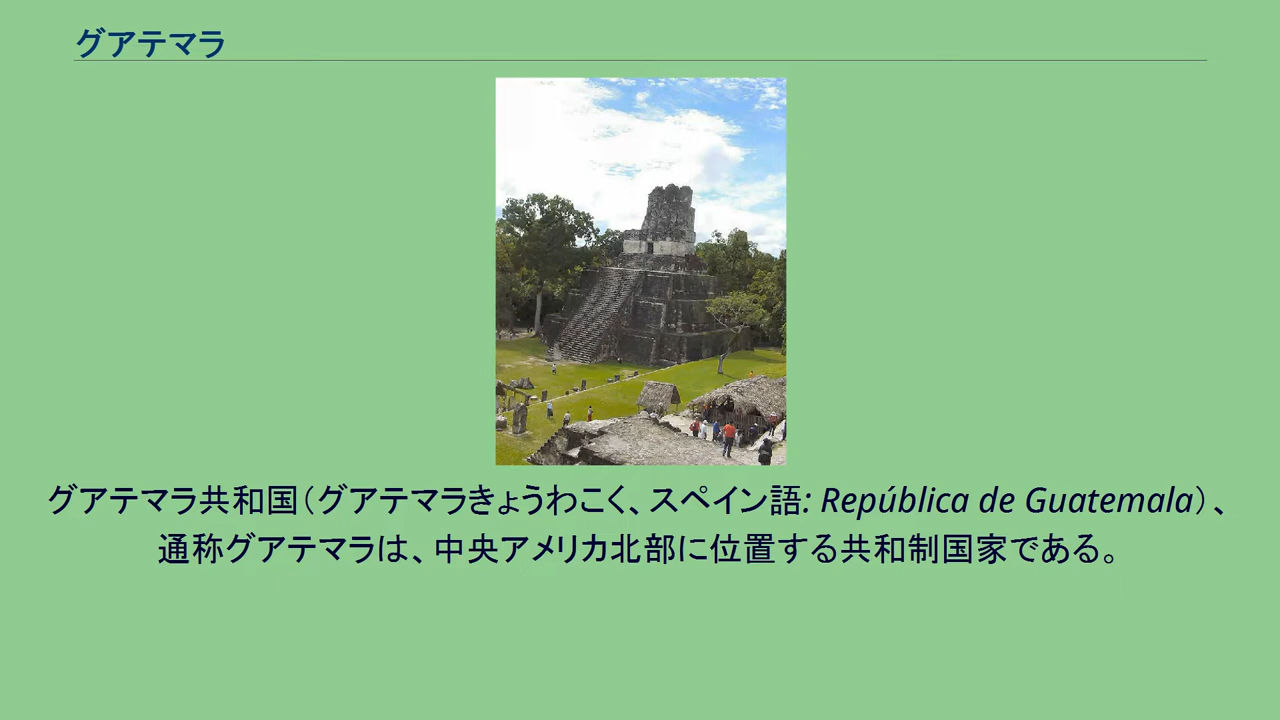 グアテマラ
グアテマラ共和国（グアテマラきょうわこく、スペイン語: República de Guatemala）、
通称グアテマラは、中央アメリカ北部に位置する共和制国家である。